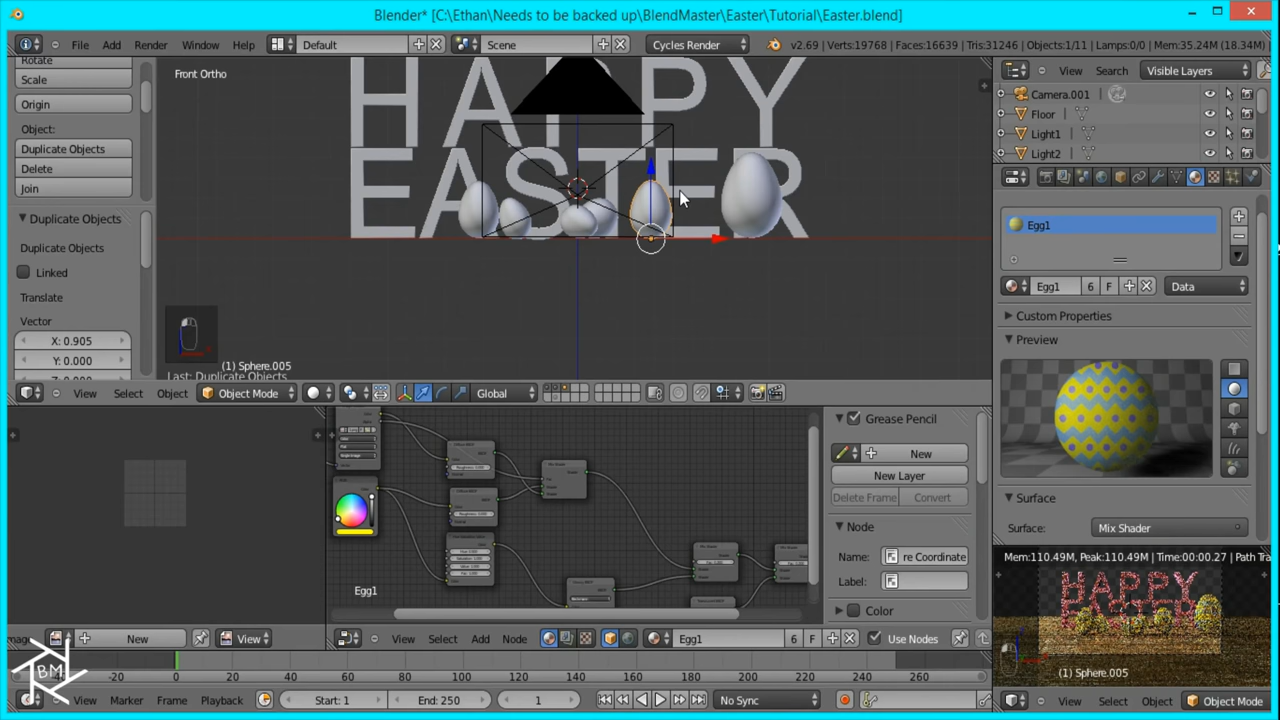 Blender* [C:\Ethan\Needs to be backed up\BlendMaster\Easter\Tutorial\Easter.blend]
File Add Render Window Help Default Scene Cycles Render v2.69 | Verts:19768 | Faces:16639 | Tris:31246 | Objects:1/11 | Lamps:0/0 | Mem:35.24M (18.34M) |
Rotate
Scale
Origin
Object:
Duplicate Objects
Delete
Join
Duplicate Objects
Duplicate Objects
Linked
Translate
Vector
X: 0.905
Y: 0.000
Front Ortho
HAPPY
EASTER
(1) Sphere.005
Last: Duplicate Objects
View Select Object Object Mode Global
View Search Visible Layers
Camera.001
Floor
Light1
Light2
Egg1
Egg1 6 F Data
Custom Properties
Preview
Surface
Surface: Mix Shader
Egg1
Grease Pencil
New
New Layer
Delete Frame Convert
Node
Name: re Coordinate
Label:
Color
Mem:110.49M, Peak:110.49M | Time:00:00.27 | Path Tra
HAPPY
EASTER
(1) Sphere.005
New View
View Select Add Node Egg1 6 F Use Nodes
BM
-40 -20 0 20 40 60 80 100 120 140 160 180 200 220 240 260 280
View Marker Frame Playback Start: 1 End: 250 1 No Sync
View Select Object Object Mode